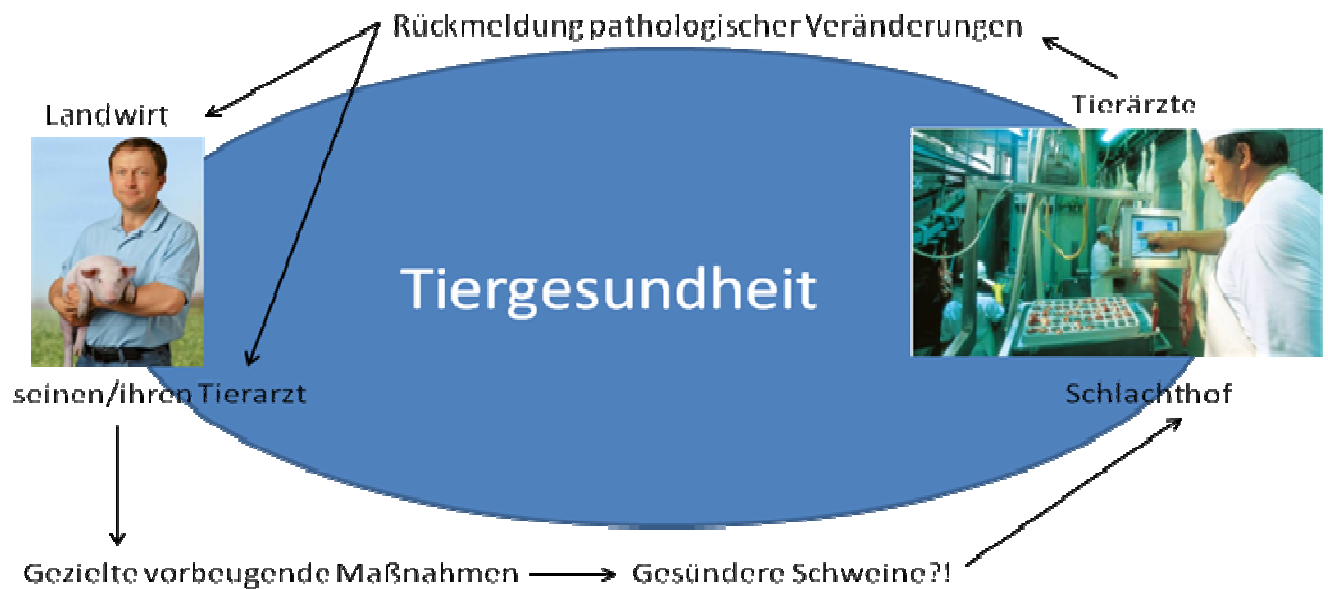 Rückmeldung pathologischer Veränderungen
Landwirt
Tierärzte
Tiergesundheit
seinen/ihren Tierarzt
Schlachthof
Gezielte vorbeugende Maßnahmen
Gesündere Schweine?!